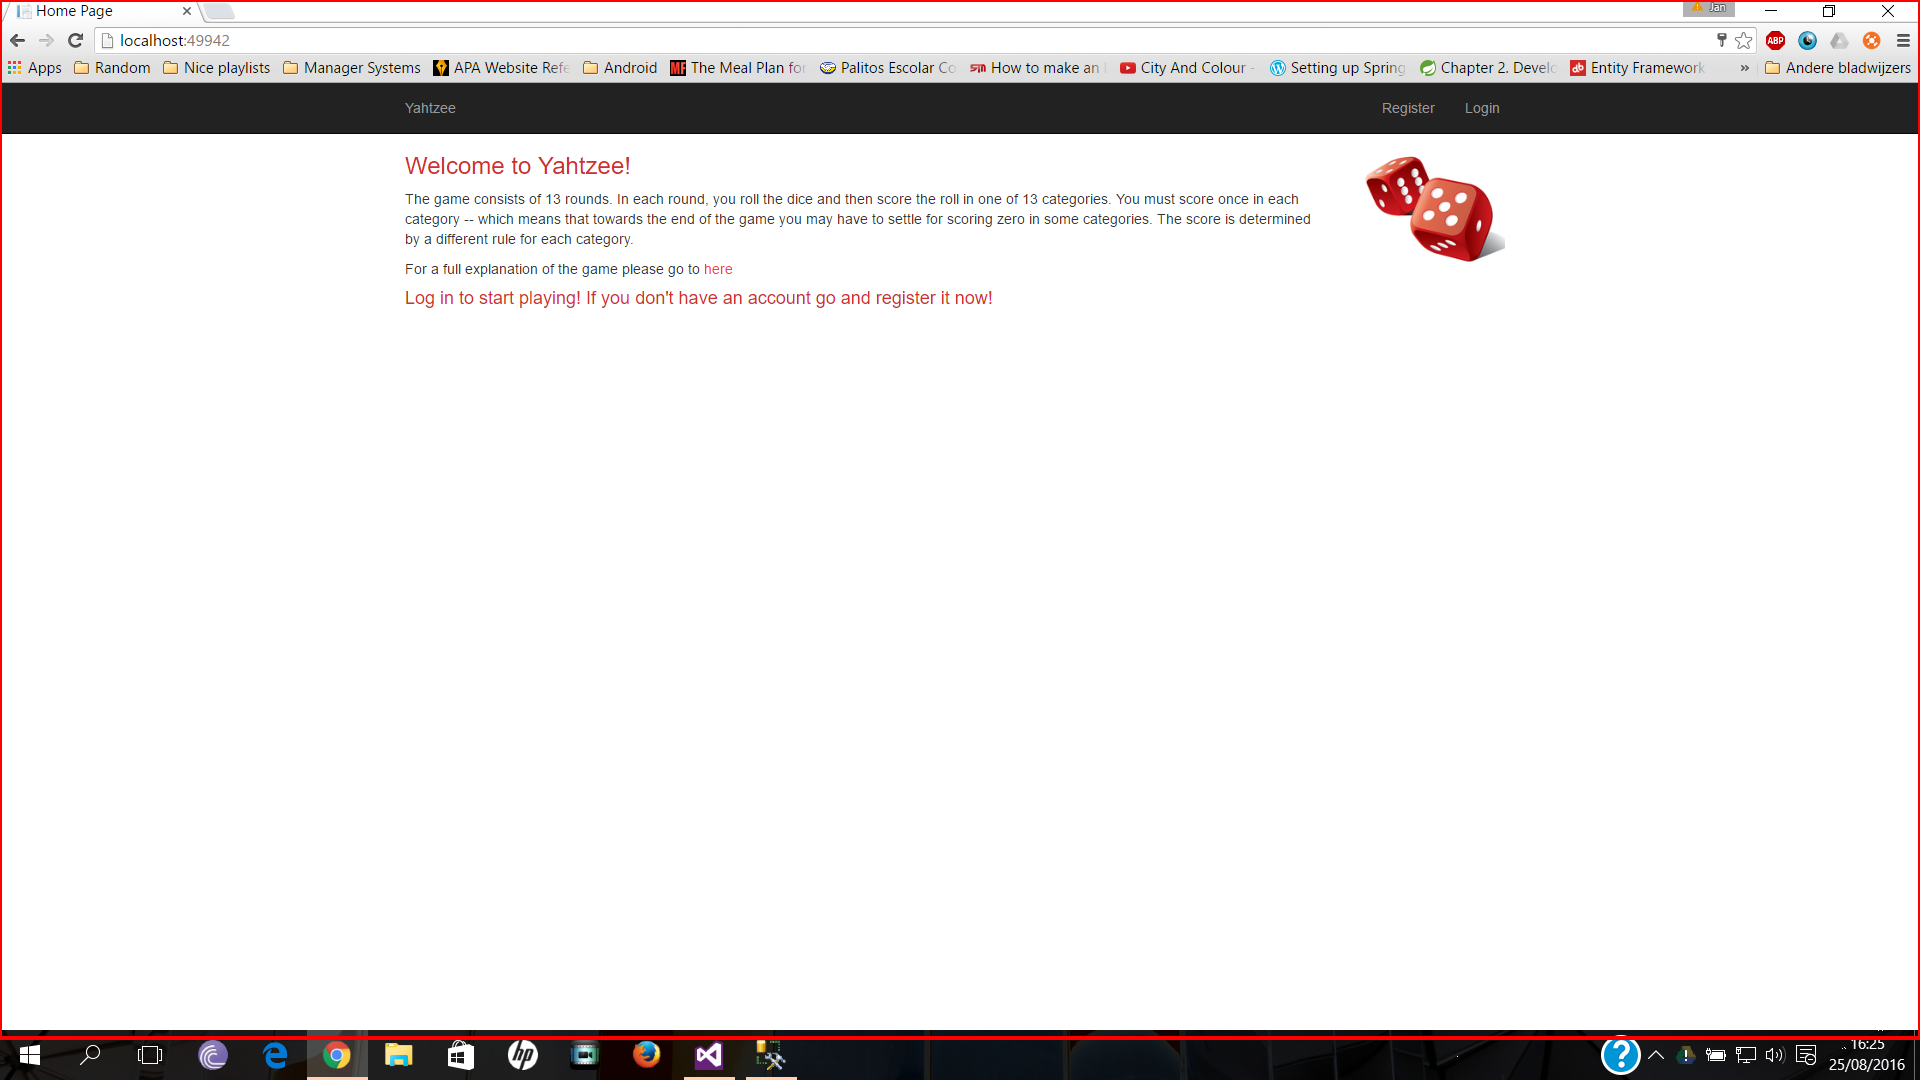 Home Page
Jan
localhost:49942
ABP
Apps Random Nice playlists Manager Systems APA Website Refe Android MF The Meal Plan for Palitos Escolar Co How to make an City And Colour - Setting up Spring Chapter 2. Develo Entity Framework » Andere bladwijzers
Yahtzee Register Login
Welcome to Yahtzee!
The game consists of 13 rounds. In each round, you roll the dice and then score the roll in one of 13 categories. You must score once in each
category -- which means that towards the end of the game you may have to settle for scoring zero in some categories. The score is determined
by a different rule for each category.
For a full explanation of the game please go to here
Log in to start playing! If you don't have an account go and register it now!
hp
16:25
25/08/2016